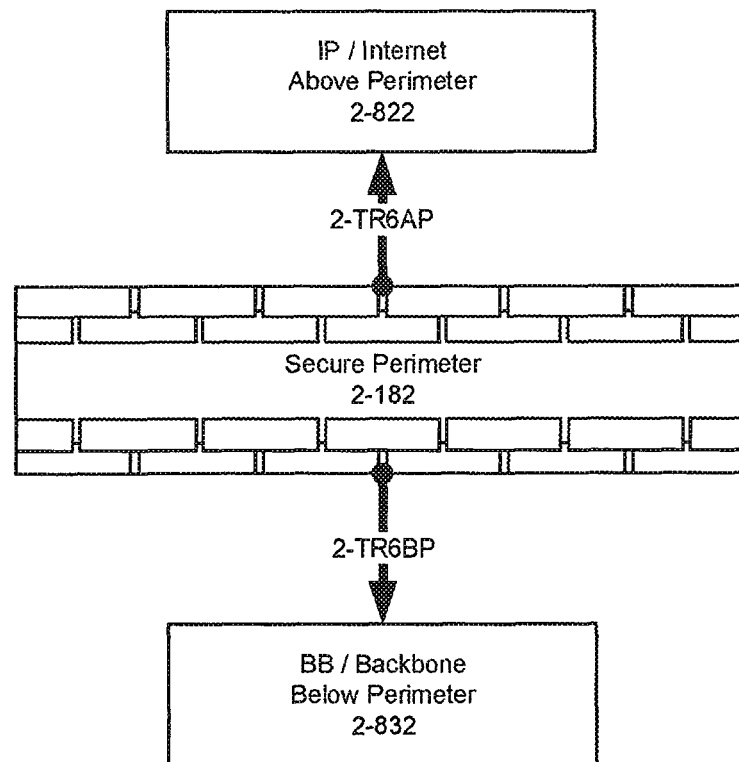 IP / Internet
Above Perimeter
2-822
2-TR6AP
Secure Perimeter
2-182
2-TR6BP
BB / Backbone
Below Perimeter
2-832